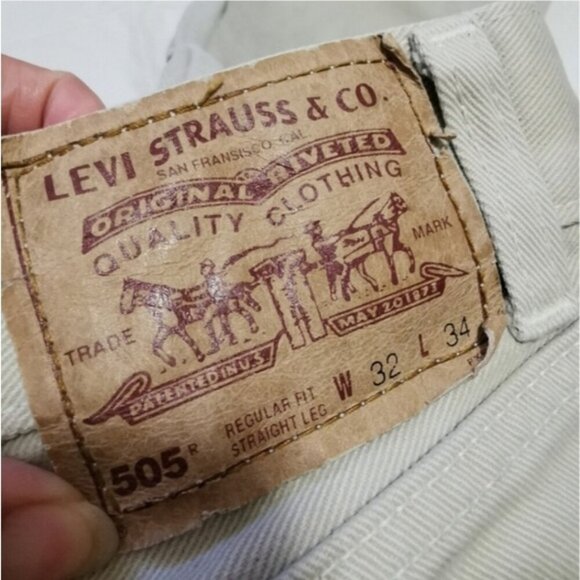 LEVI STRAUSS & CO.
SAN FRANSISCO-CAL
ORIGINAL RIVETED
QUALITY CLOTHING
TRADE MARK
PATENTED IN U.S. MAY 20 1877
505 R REGULAR FIT W 32 L 34
STRAIGHT LEG